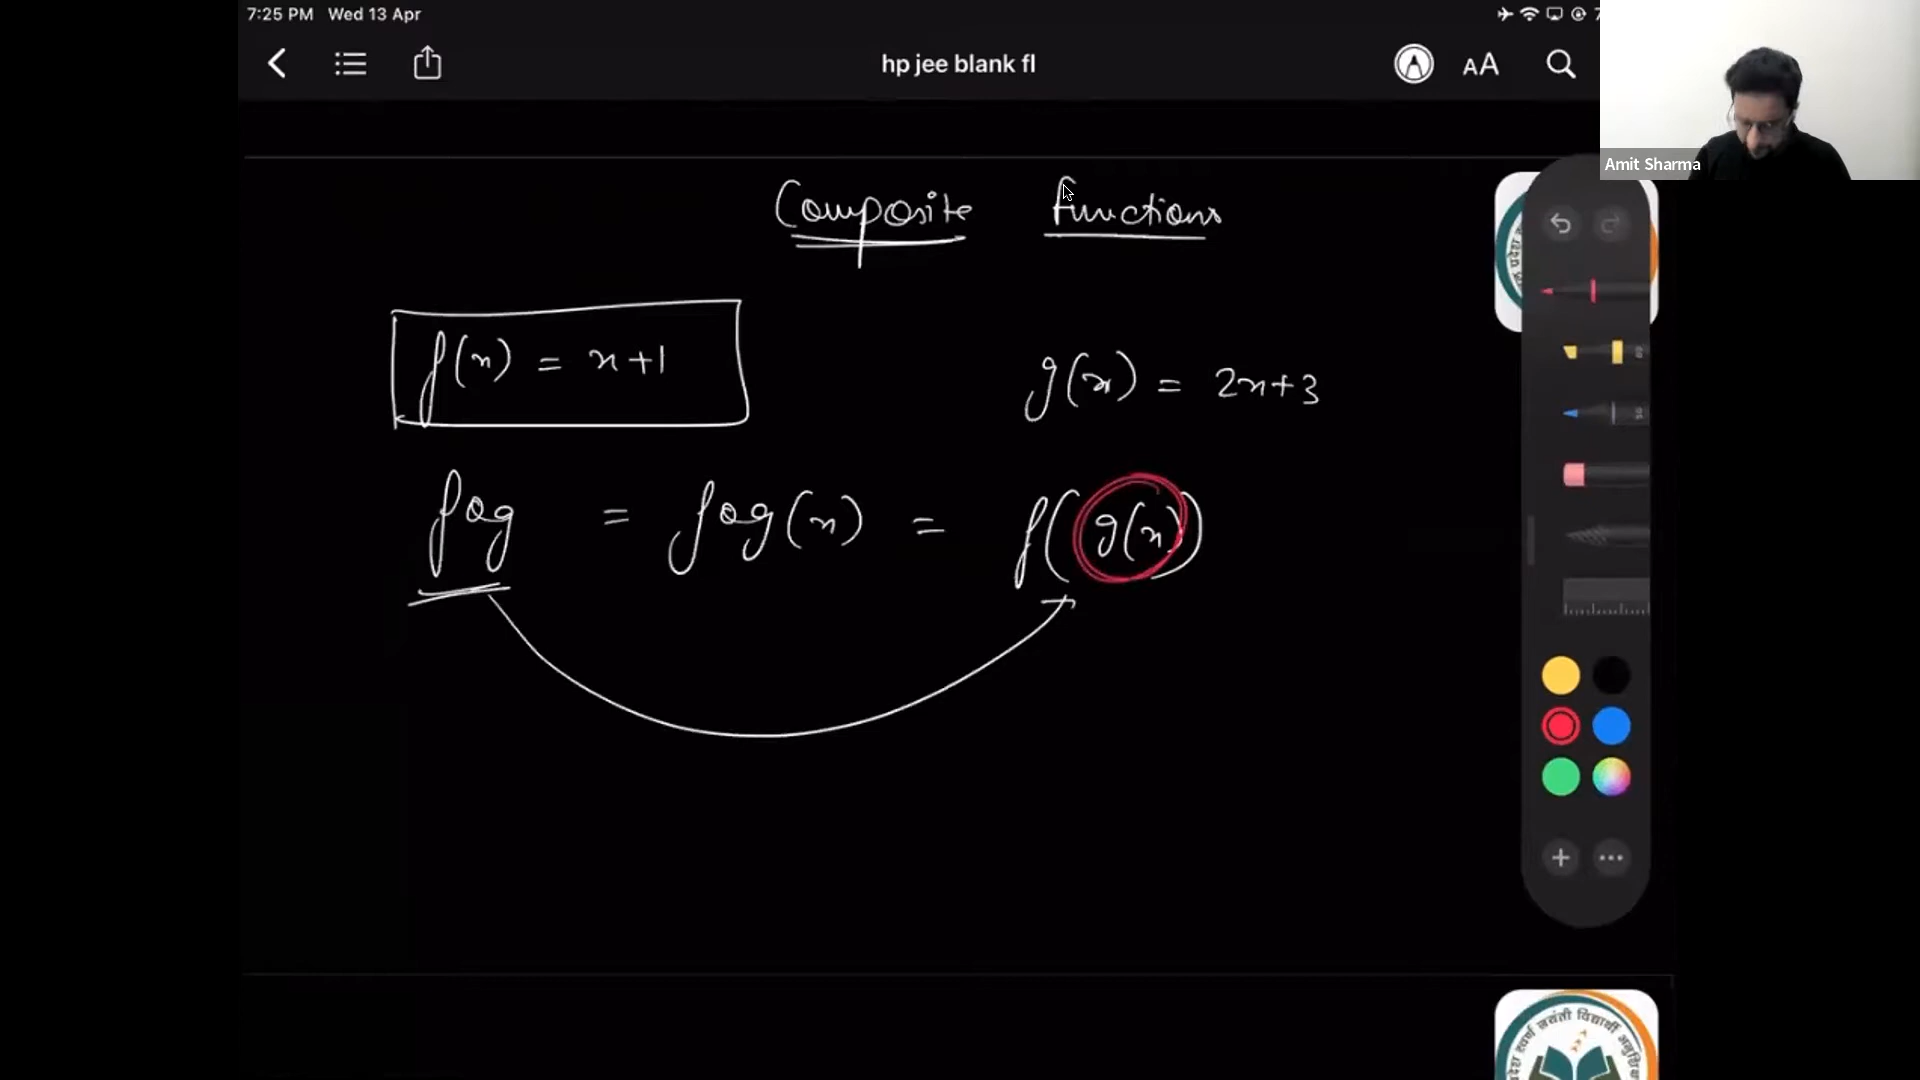 7:25 PM Wed 13 Apr
hp jee blank fl
AA
Amit Sharma
Composite functions
f(x) = x+1
g(x) = 2x+3
fog = fog(x) = f(g(x))